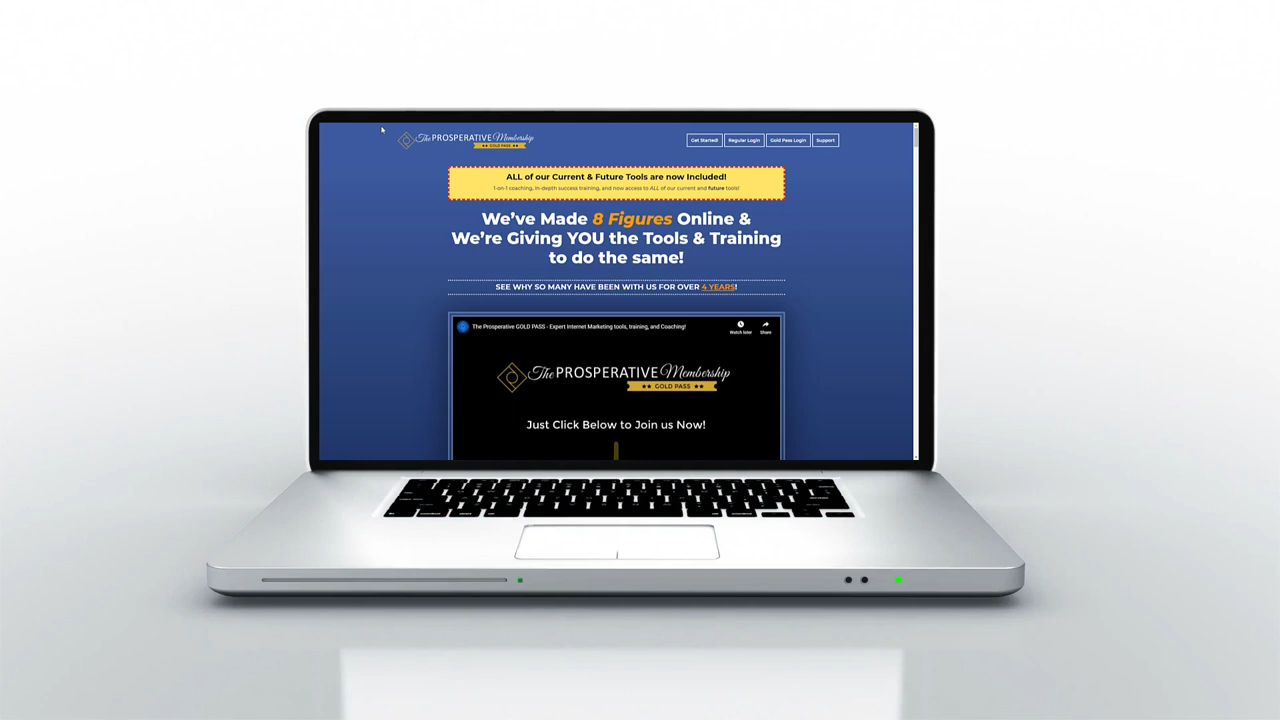 The PROSPERATIVE Membership
★★ GOLD PASS ★★
Get Started!
Regular Login
Gold Pass Login
Support
ALL of our Current & Future Tools are now Included!
1-on-1 coaching, in-depth success training, and now access to ALL of our current and future tools!
We've Made 8 Figures Online &
We're Giving YOU the Tools & Training
to do the same!
SEE WHY SO MANY HAVE BEEN WITH US FOR OVER 4 YEARS!
The Prosperative GOLD PASS - Expert Internet Marketing tools, training, and Coaching!
Watch later
Share
The PROSPERATIVE Membership
★★ GOLD PASS ★★
Just Click Below to Join us Now!